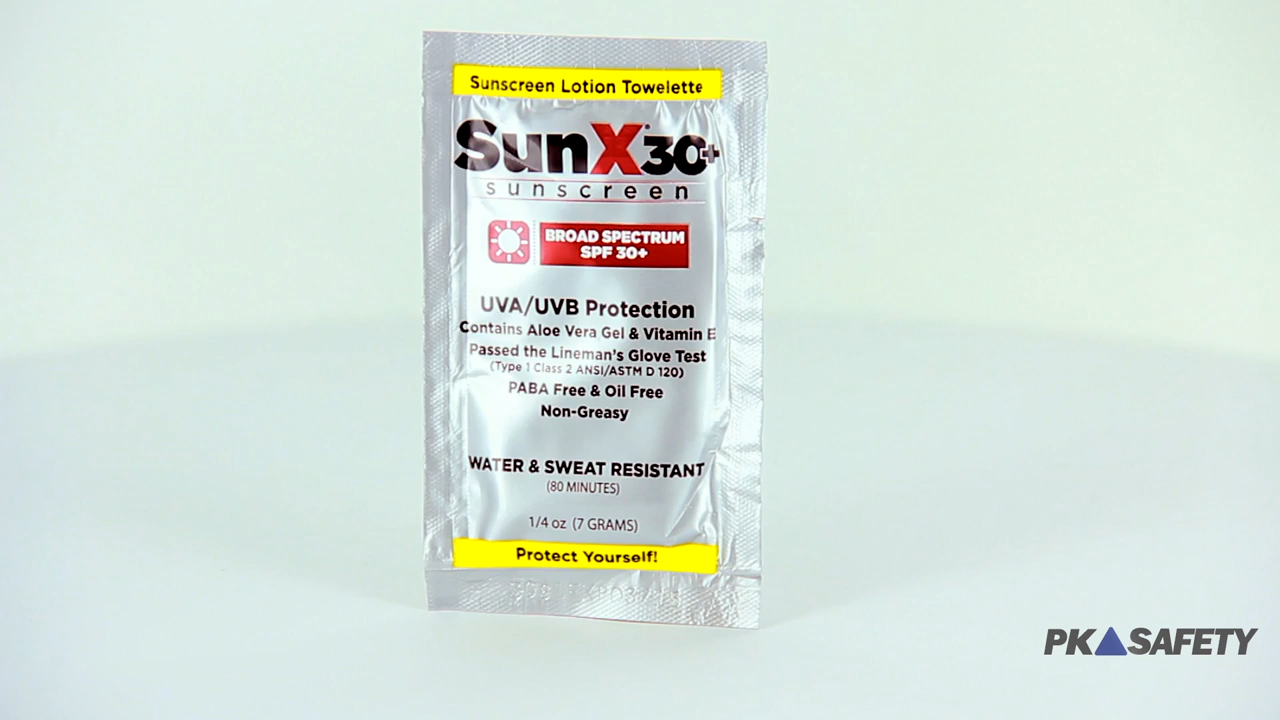 Sunscreen Lotion Towelette
SunX®30+
sunscreen
BROAD SPECTRUM
SPF 30+
UVA/UVB Protection
Contains Aloe Vera Gel & Vitamin E
Passed the Lineman's Glove Test
(Type 1 Class 2 ANSI/ASTM D 120)
PABA Free & Oil Free
Non-Greasy
WATER & SWEAT RESISTANT
(80 MINUTES)
1/4 oz (7 GRAMS)
Protect Yourself!
PK SAFETY